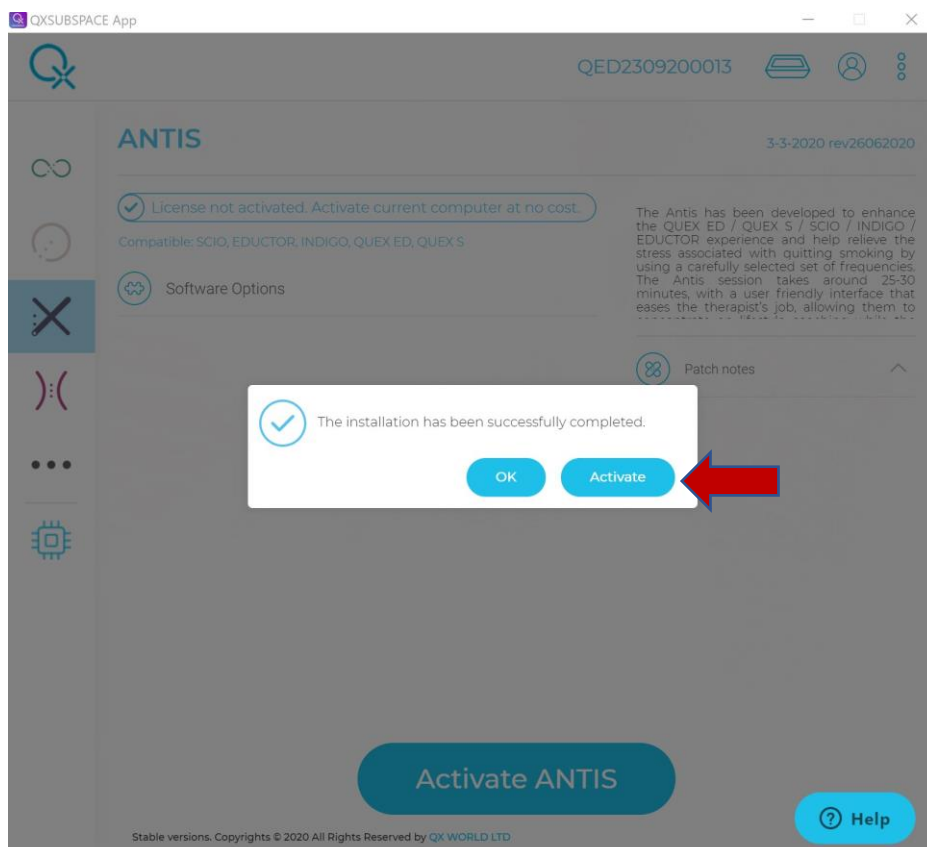 QXSUBSPACE App
QED2309200013
ANTIS
3-3-2020 rev26062020
License not activated. Activate current computer at no cost.
Compatible: SCIO, EDUCTOR, INDIGO, QUEX ED, QUEX S
Software Options
The Antis has been developed to enhance
the QUEX ED / QUEX S / SCIO / INDIGO /
EDUCTOR experience and help relieve the
stress associated with quitting smoking by
using a carefully selected set of frequencies.
The Antis session takes around 25-30
minutes, with a user friendly interface that
eases the therapist's job, allowing them to
Patch notes
The installation has been successfully completed.
OK
Activate
Activate ANTIS
Help
Stable versions. Copyrights © 2020 All Rights Reserved by QX WORLD LTD